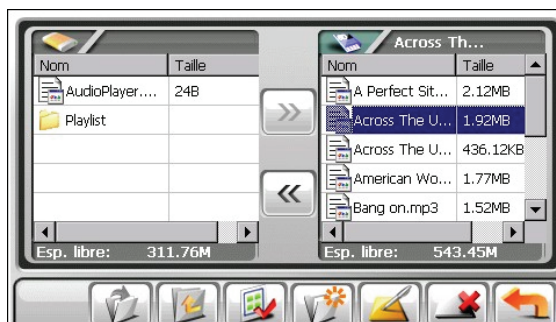 Across Th...
Nom Taille
AudioPlayer.... 24B
Playlist
Esp. libre: 311.76M
Nom Taille
A Perfect Sit... 2.12MB
Across The U... 1.92MB
Across The U... 436.12KB
American Wo... 1.77MB
Bang on.mp3 1.52MB
Esp. libre: 543.45M